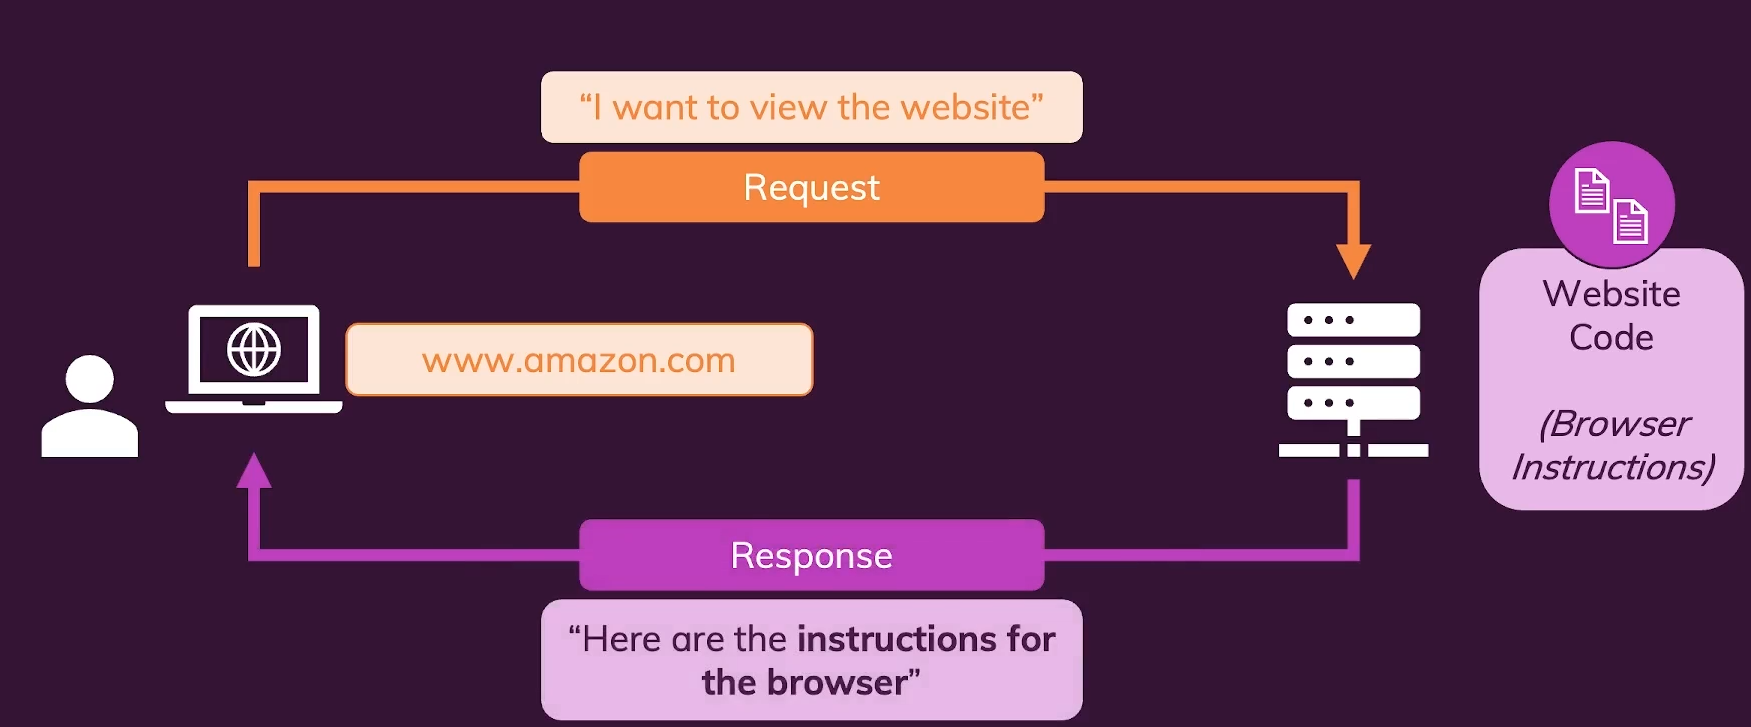 “I want to view the website”
Request
www.amazon.com
Website
Code
(Browser
Instructions)
Response
“Here are the instructions for
the browser”